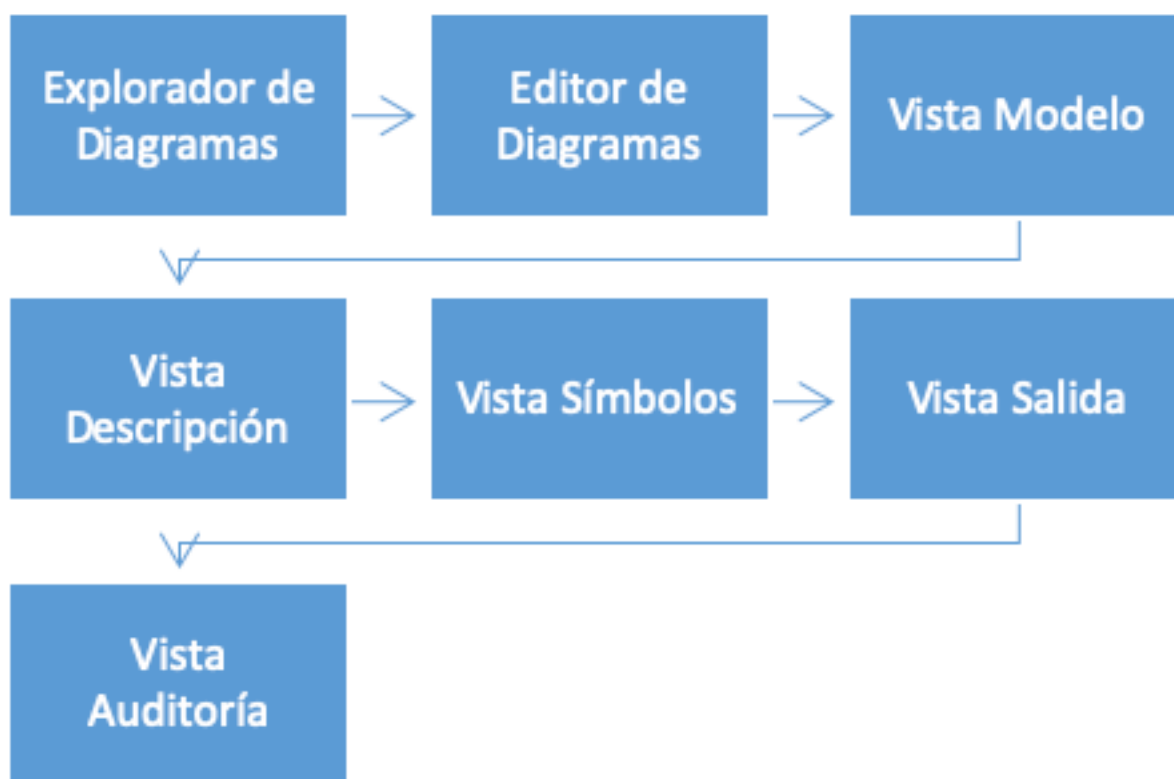 Explorador de
Diagramas
Editor de
Diagramas
Vista Modelo
Vista
Descripción
Vista Símbolos
Vista Salida
Vista
Auditoría